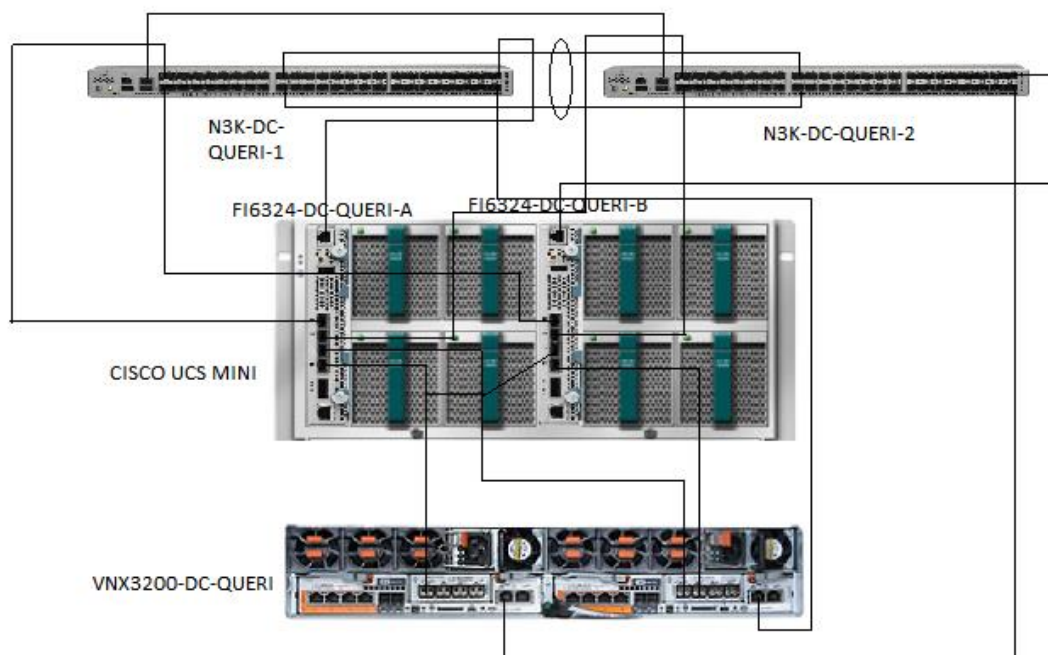 N3K-DC-
QUERI-1
N3K-DC-QUERI-2
FI6324-DC-QUERI-A
FI6324-DC-QUERI-B
CISCO UCS MINI
VNX3200-DC-QUERI